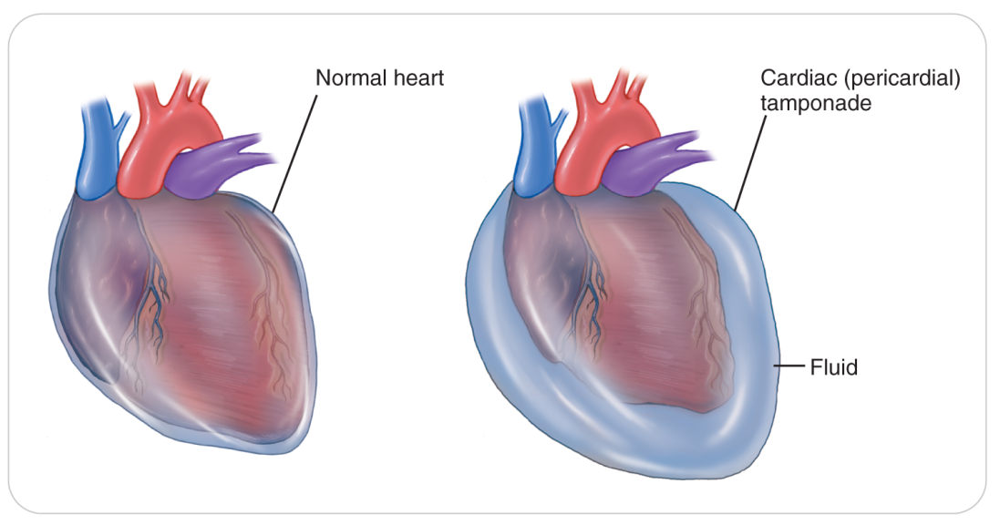 Normal heart
Cardiac (pericardial)
tamponade
Fluid